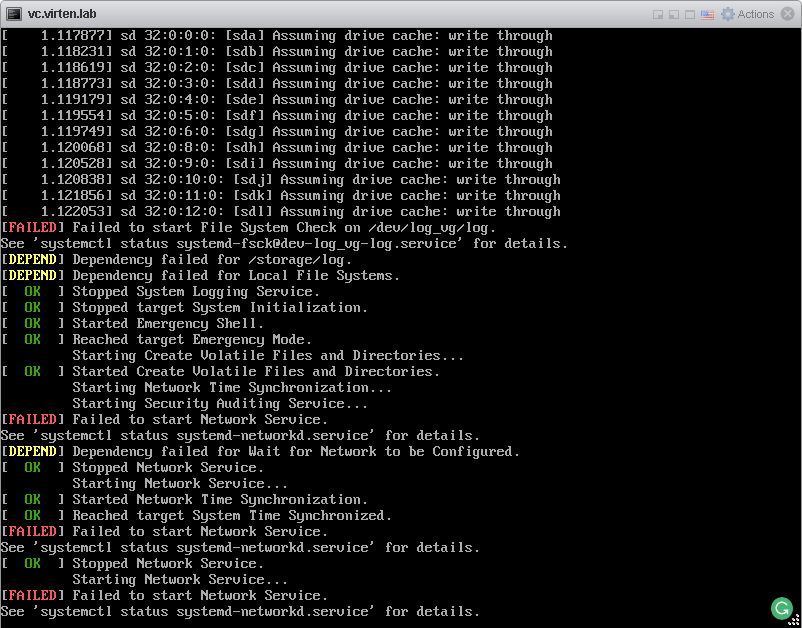 vc.virten.lab
Actions
[    1.117877] sd 32:0:0:0: [sda] Assuming drive cache: write through
[    1.118231] sd 32:0:1:0: [sdb] Assuming drive cache: write through
[    1.118619] sd 32:0:2:0: [sdc] Assuming drive cache: write through
[    1.118773] sd 32:0:3:0: [sdd] Assuming drive cache: write through
[    1.119179] sd 32:0:4:0: [sde] Assuming drive cache: write through
[    1.119554] sd 32:0:5:0: [sdf] Assuming drive cache: write through
[    1.119749] sd 32:0:6:0: [sdg] Assuming drive cache: write through
[    1.120068] sd 32:0:8:0: [sdh] Assuming drive cache: write through
[    1.120528] sd 32:0:9:0: [sdi] Assuming drive cache: write through
[    1.120838] sd 32:0:10:0: [sdj] Assuming drive cache: write through
[    1.121856] sd 32:0:11:0: [sdk] Assuming drive cache: write through
[    1.122053] sd 32:0:12:0: [sdl] Assuming drive cache: write through
[FAILED] Failed to start File System Check on /dev/log_vg/log.
See 'systemctl status systemd-fsck@dev-log_vg-log.service' for details.
[DEPEND] Dependency failed for /storage/log.
[DEPEND] Dependency failed for Local File Systems.
[  OK  ] Stopped System Logging Service.
[  OK  ] Stopped target System Initialization.
[  OK  ] Started Emergency Shell.
[  OK  ] Reached target Emergency Mode.
         Starting Create Volatile Files and Directories...
[  OK  ] Started Create Volatile Files and Directories.
         Starting Network Time Synchronization...
         Starting Security Auditing Service...
[FAILED] Failed to start Network Service.
See 'systemctl status systemd-networkd.service' for details.
[DEPEND] Dependency failed for Wait for Network to be Configured.
[  OK  ] Stopped Network Service.
         Starting Network Service...
[  OK  ] Started Network Time Synchronization.
[  OK  ] Reached target System Time Synchronized.
[FAILED] Failed to start Network Service.
See 'systemctl status systemd-networkd.service' for details.
[  OK  ] Stopped Network Service.
         Starting Network Service...
[FAILED] Failed to start Network Service.
See 'systemctl status systemd-networkd.service' for details.